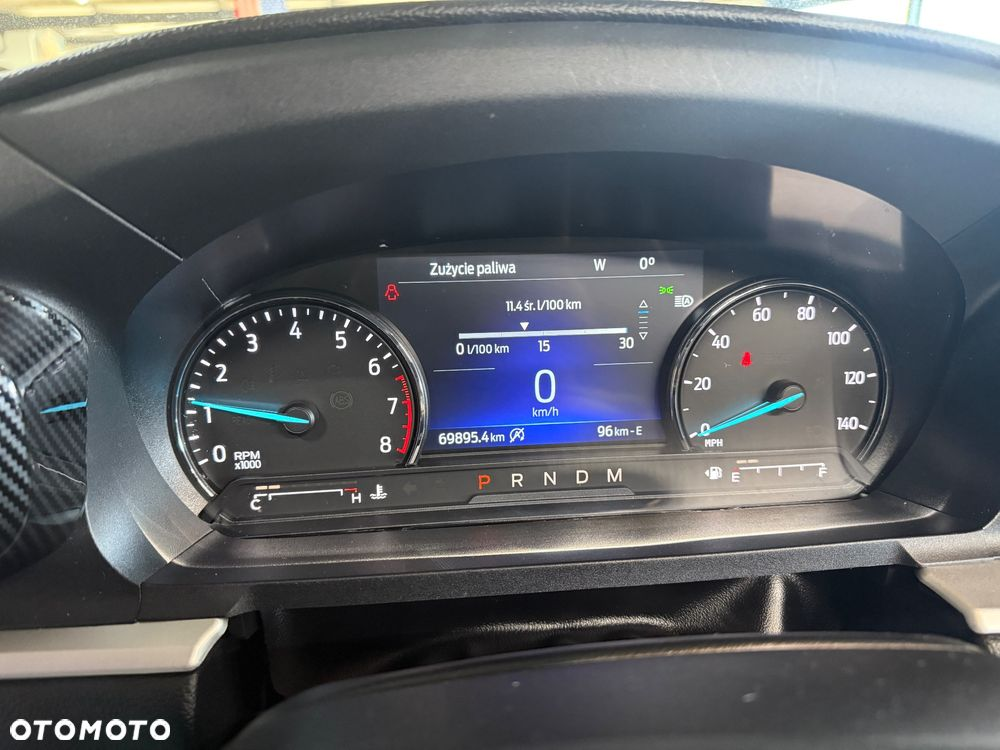 Zużycie paliwa W 0°
11.4 śr. l/100 km
0 l/100 km 15 30
0
km/h
69895.4 km 96 km - E
0 1 2 3 4 5 6 7 8
RPM
x1000
0 20 40 60 80 100 120 140
MPH
C H
P R N D M
E F
OTOMOTO